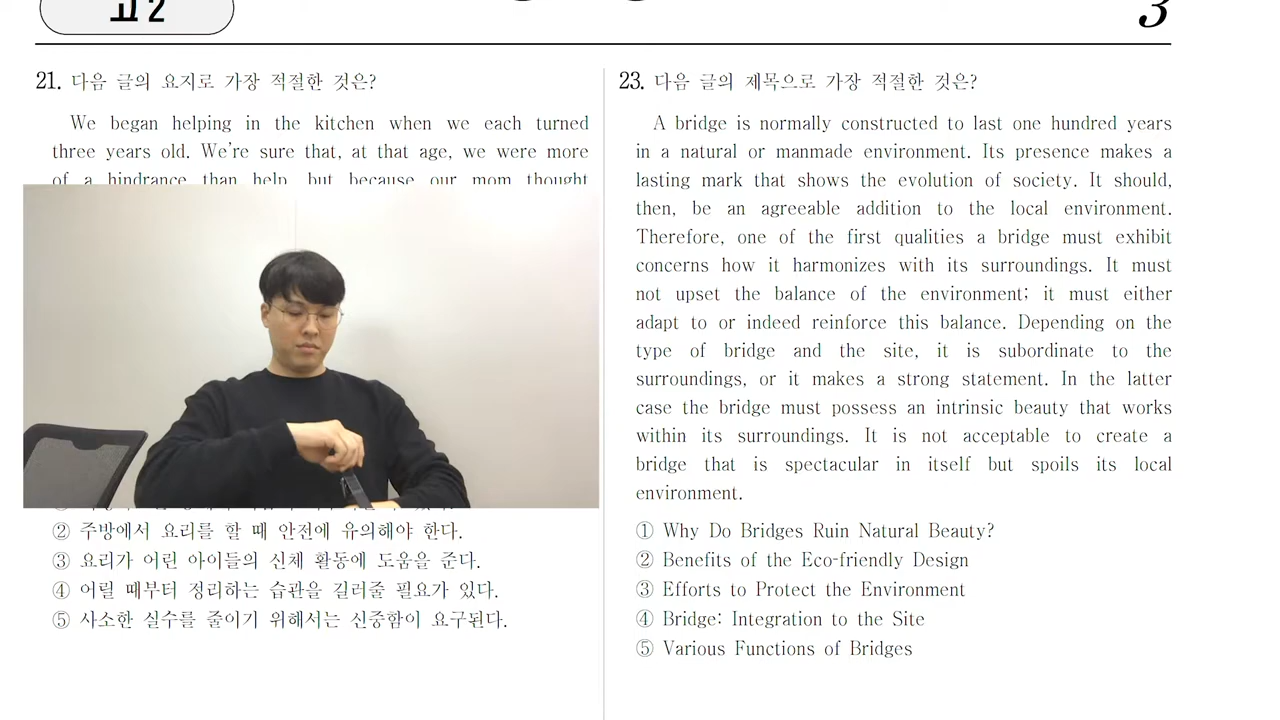 고2
3
21. 다음 글의 요지로 가장 적절한 것은?
We began helping in the kitchen when we each turned
three years old. We're sure that, at that age, we were more
of a hindrance than help, but because our mom thought
② 주방에서 요리를 할 때 안전에 유의해야 한다.
③ 요리가 어린 아이들의 신체 활동에 도움을 준다.
④ 어릴 때부터 정리하는 습관을 길러줄 필요가 있다.
⑤ 사소한 실수를 줄이기 위해서는 신중함이 요구된다.
23. 다음 글의 제목으로 가장 적절한 것은?
A bridge is normally constructed to last one hundred years
in a natural or manmade environment. Its presence makes a
lasting mark that shows the evolution of society. It should,
then, be an agreeable addition to the local environment.
Therefore, one of the first qualities a bridge must exhibit
concerns how it harmonizes with its surroundings. It must
not upset the balance of the environment; it must either
adapt to or indeed reinforce this balance. Depending on the
type of bridge and the site, it is subordinate to the
surroundings, or it makes a strong statement. In the latter
case the bridge must possess an intrinsic beauty that works
within its surroundings. It is not acceptable to create a
bridge that is spectacular in itself but spoils its local
environment.
① Why Do Bridges Ruin Natural Beauty?
② Benefits of the Eco-friendly Design
③ Efforts to Protect the Environment
④ Bridge: Integration to the Site
⑤ Various Functions of Bridges